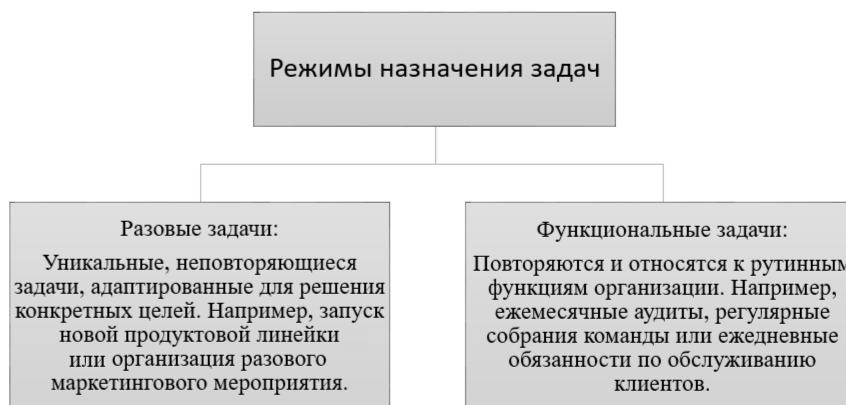 Режимы назначения задач
Разовые задачи:
Уникальные, неповторяющиеся
задачи, адаптированные для решения
конкретных целей. Например, запуск
новой продуктовой линейки
или организация разового
маркетингового мероприятия.
Функциональные задачи:
Повторяются и относятся к рутинным
функциям организации. Например,
ежемесячные аудиты, регулярные
собрания команды или ежедневные
обязанности по обслуживанию
клиентов.